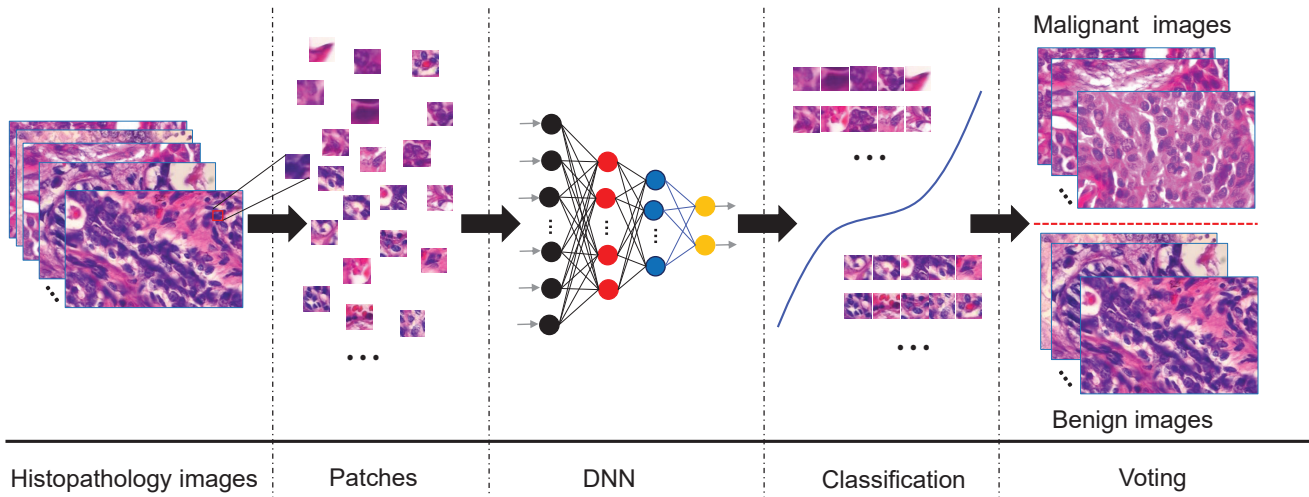 Malignant images
Benign images
Histopathology images
Patches
DNN
Classification
Voting